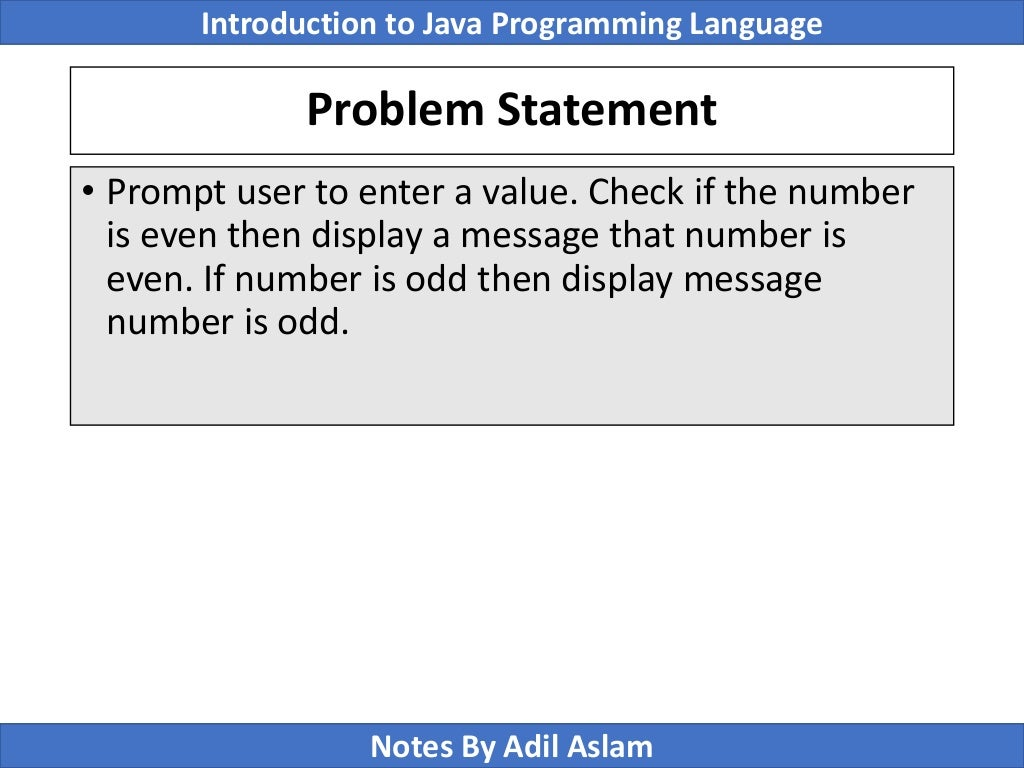 Introduction to Java Programming Language
Problem Statement
• Prompt user to enter a value. Check if the number
is even then display a message that number is
even. If number is odd then display message
number is odd.
Notes By Adil Aslam